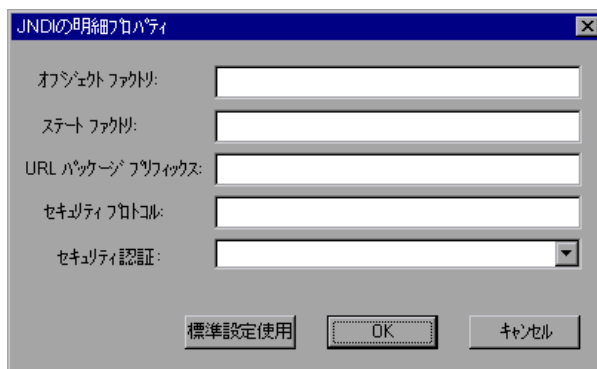 JNDIの明細ﾌﾟﾛﾊﾟﾃｨ
ｵﾌﾞｼﾞｪｸﾄ ﾌｧｸﾄﾘ:
ｽﾃｰﾄ ﾌｧｸﾄﾘ:
URL ﾊﾟｯｹｰｼﾞ ﾌﾟﾘﾌｨｯｸｽ:
ｾｷｭﾘﾃｨ ﾌﾟﾛﾄｺﾙ:
ｾｷｭﾘﾃｨ認証:
標準設定使用 OK ｷｬﾝｾﾙ